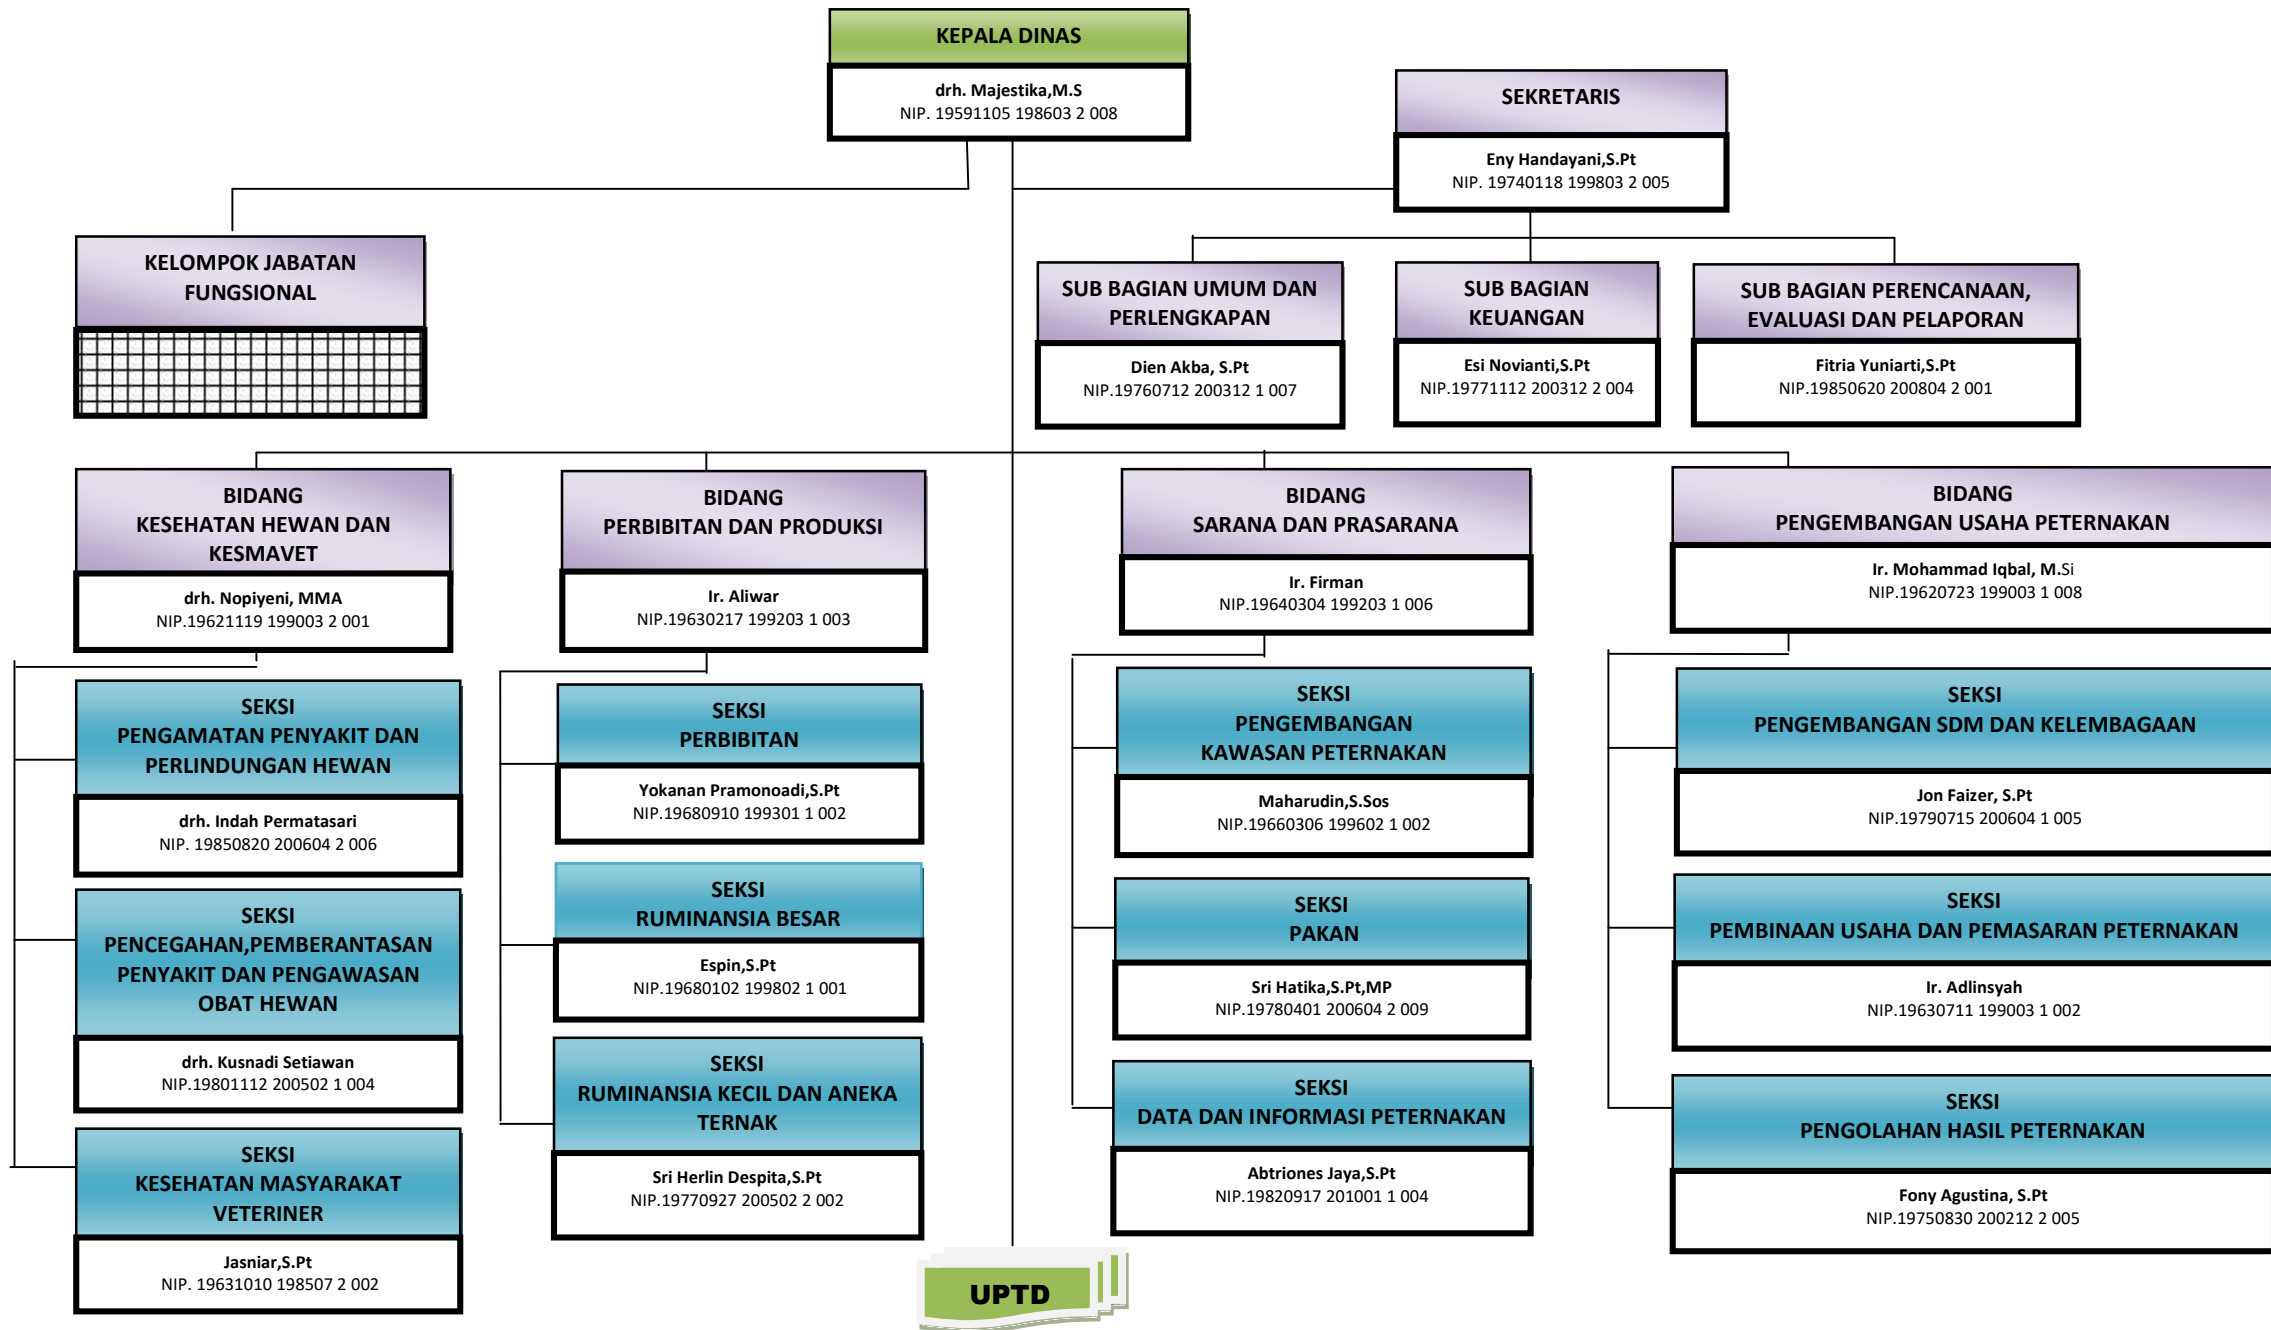 KEPALA DINAS
drh. Majestika,M.S
NIP. 19591105 198603 2 008
SEKRETARIS
Eny Handayani,S.Pt
NIP. 19740118 199803 2 005
KELOMPOK JABATAN
FUNGSIONAL
SUB BAGIAN UMUM DAN
PERLENGKAPAN
Dien Akba, S.Pt
NIP.19760712 200312 1 007
SUB BAGIAN
KEUANGAN
Esi Novianti,S.Pt
NIP.19771112 200312 2 004
SUB BAGIAN PERENCANAAN,
EVALUASI DAN PELAPORAN
Fitria Yuniarti,S.Pt
NIP.19850620 200804 2 001
BIDANG
KESEHATAN HEWAN DAN
KESMAVET
drh. Nopiyeni, MMA
NIP.19621119 199003 2 001
SEKSI
PENGAMATAN PENYAKIT DAN
PERLINDUNGAN HEWAN
drh. Indah Permatasari
NIP. 19850820 200604 2 006
SEKSI
PENCEGAHAN,PEMBERANTASAN
PENYAKIT DAN PENGAWASAN
OBAT HEWAN
drh. Kusnadi Setiawan
NIP.19801112 200502 1 004
SEKSI
KESEHATAN MASYARAKAT
VETERINER
Jasniar,S.Pt
NIP. 19631010 198507 2 002
BIDANG
PERBIBITAN DAN PRODUKSI
Ir. Aliwar
NIP.19630217 199203 1 003
SEKSI
PERBIBITAN
Yokanan Pramonoadi,S.Pt
NIP.19680910 199301 1 002
SEKSI
RUMINANSIA BESAR
Espin,S.Pt
NIP.19680102 199802 1 001
SEKSI
RUMINANSIA KECIL DAN ANEKA
TERNAK
Sri Herlin Despita,S.Pt
NIP.19770927 200502 2 002
BIDANG
SARANA DAN PRASARANA
Ir. Firman
NIP.19640304 199203 1 006
SEKSI
PENGEMBANGAN
KAWASAN PETERNAKAN
Maharudin,S.Sos
NIP.19660306 199602 1 002
SEKSI
PAKAN
Sri Hatika,S.Pt,MP
NIP.19780401 200604 2 009
SEKSI
DATA DAN INFORMASI PETERNAKAN
Abtriones Jaya,S.Pt
NIP.19820917 201001 1 004
BIDANG
PENGEMBANGAN USAHA PETERNAKAN
Ir. Mohammad Iqbal, M.Si
NIP.19620723 199003 1 008
SEKSI
PENGEMBANGAN SDM DAN KELEMBAGAAN
Jon Faizer, S.Pt
NIP.19790715 200604 1 005
SEKSI
PEMBINAAN USAHA DAN PEMASARAN PETERNAKAN
Ir. Adlinsyah
NIP.19630711 199003 1 002
SEKSI
PENGOLAHAN HASIL PETERNAKAN
Fony Agustina, S.Pt
NIP.19750830 200212 2 005
UPTD